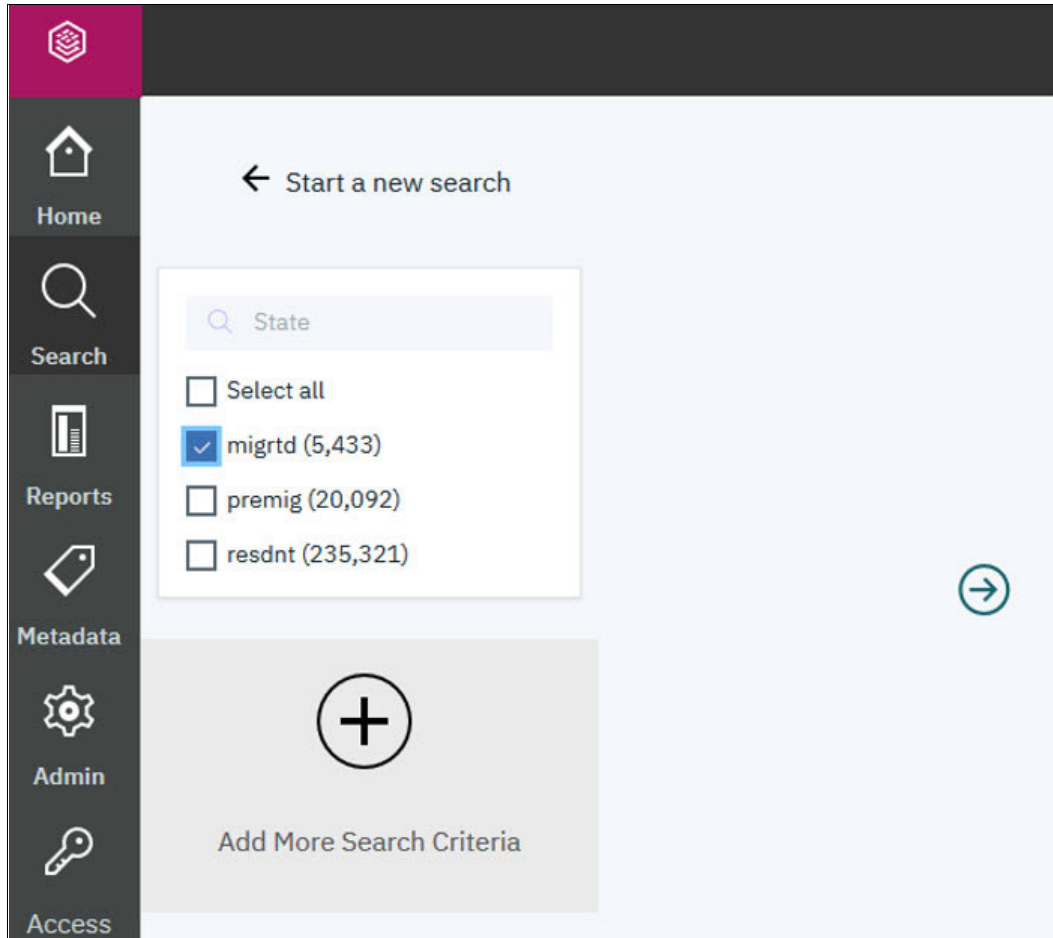 Home
Search
Reports
Metadata
Admin
Access
Start a new search
State
Select all
migrtd (5,433)
premig (20,092)
resdnt (235,321)
Add More Search Criteria